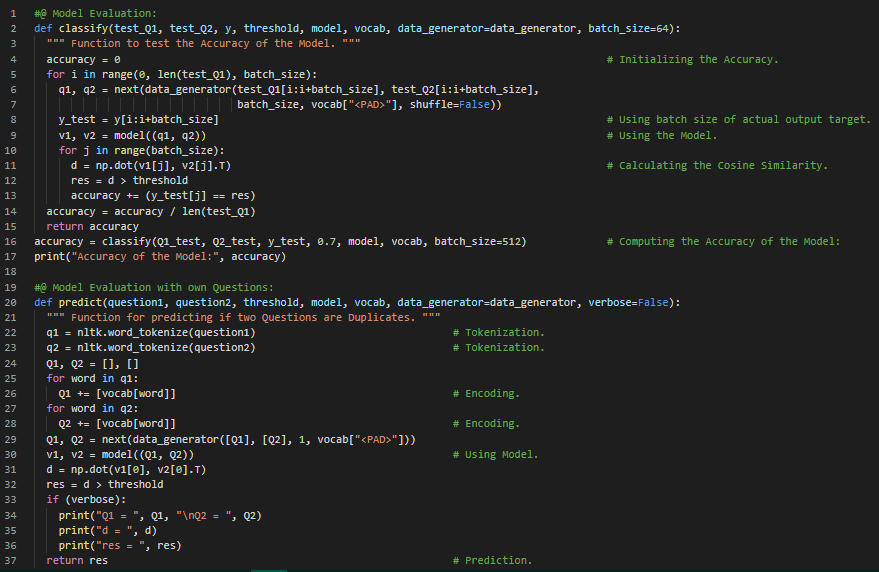 1 #@ Model Evaluation:
2 def classify(test_Q1, test_Q2, y, threshold, model, vocab, data_generator=data_generator, batch_size=64):
3     """ Function to test the Accuracy of the Model. """
4     accuracy = 0 # Initializing the Accuracy.
5     for i in range(0, len(test_Q1), batch_size):
6         q1, q2 = next(data_generator(test_Q1[i:i+batch_size], test_Q2[i:i+batch_size],
7                                      batch_size, vocab["<PAD>"], shuffle=False))
8         y_test = y[i:i+batch_size] # Using batch size of actual output target.
9         v1, v2 = model((q1, q2)) # Using the Model.
10         for j in range(batch_size):
11             d = np.dot(v1[j], v2[j].T) # Calculating the Cosine Similarity.
12             res = d > threshold
13             accuracy += (y_test[j] == res)
14     accuracy = accuracy / len(test_Q1)
15     return accuracy
16 accuracy = classify(Q1_test, Q2_test, y_test, 0.7, model, vocab, batch_size=512) # Computing the Accuracy of the Model:
17 print("Accuracy of the Model:", accuracy)
18
19 #@ Model Evaluation with own Questions:
20 def predict(question1, question2, threshold, model, vocab, data_generator=data_generator, verbose=False):
21     """ Function for predicting if two Questions are Duplicates. """
22     q1 = nltk.word_tokenize(question1) # Tokenization.
23     q2 = nltk.word_tokenize(question2) # Tokenization.
24     Q1, Q2 = [], []
25     for word in q1:
26         Q1 += [vocab[word]] # Encoding.
27     for word in q2:
28         Q2 += [vocab[word]] # Encoding.
29     Q1, Q2 = next(data_generator([Q1], [Q2], 1, vocab["<PAD>"]))
30     v1, v2 = model((Q1, Q2)) # Using Model.
31     d = np.dot(v1[0], v2[0].T)
32     res = d > threshold
33     if (verbose):
34         print("Q1 = ", Q1, "\nQ2 = ", Q2)
35         print("d = ", d)
36         print("res = ", res)
37     return res # Prediction.